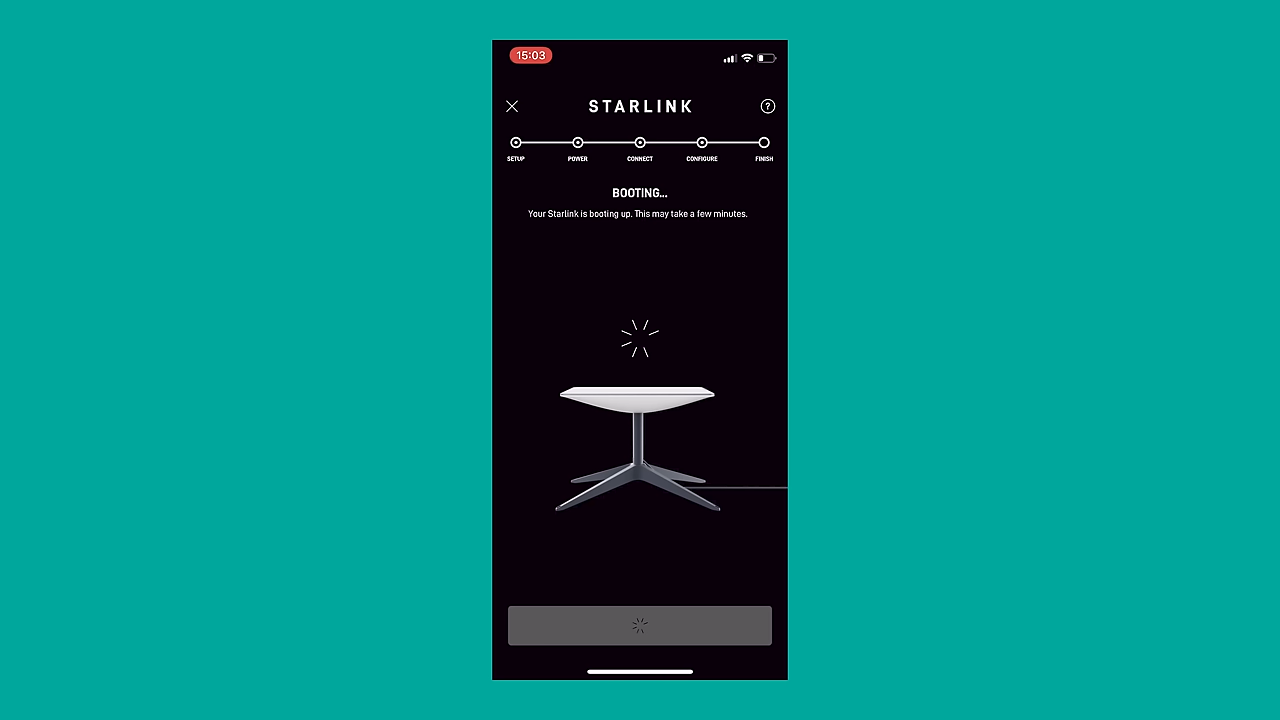 15:03
STARLINK
?
SETUP POWER CONNECT CONFIGURE FINISH
BOOTING...
Your Starlink is booting up. This may take a few minutes.